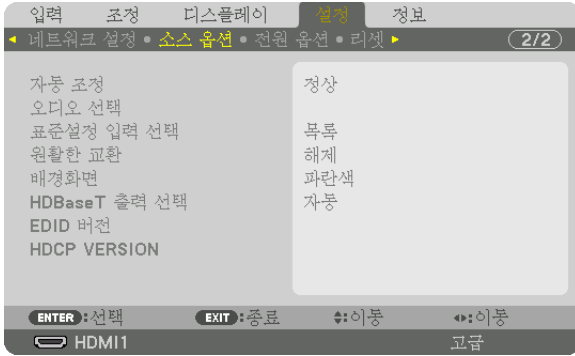 입력 조정 디스플레이 설정 정보
네트워크 설정 • 소스 옵션 • 전원 옵션 • 리셋 2/2
자동 조정 정상
오디오 선택
표준설정 입력 선택 목록
원활한 교환 해제
배경화면 파란색
HDBaseT 출력 선택 자동
EDID 버전
HDCP VERSION
ENTER :선택 EXIT :종료 :이동 :이동
HDMI1 고급